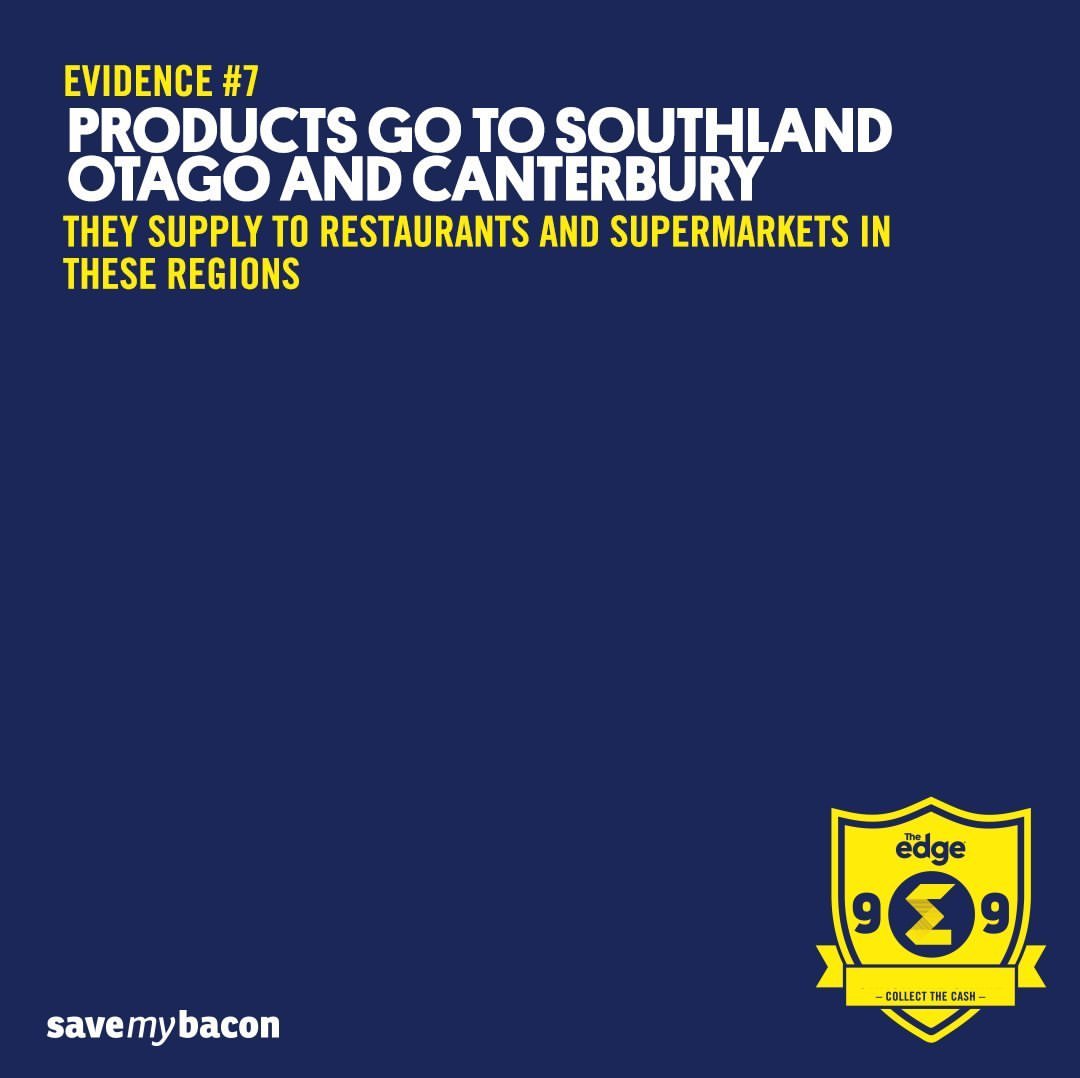 EVIDENCE #7
PRODUCTS GO TO SOUTHLAND
OTAGO AND CANTERBURY
THEY SUPPLY TO RESTAURANTS AND SUPERMARKETS IN
THESE REGIONS
The
edge
9 9
– COLLECT THE CASH –
savemybacon